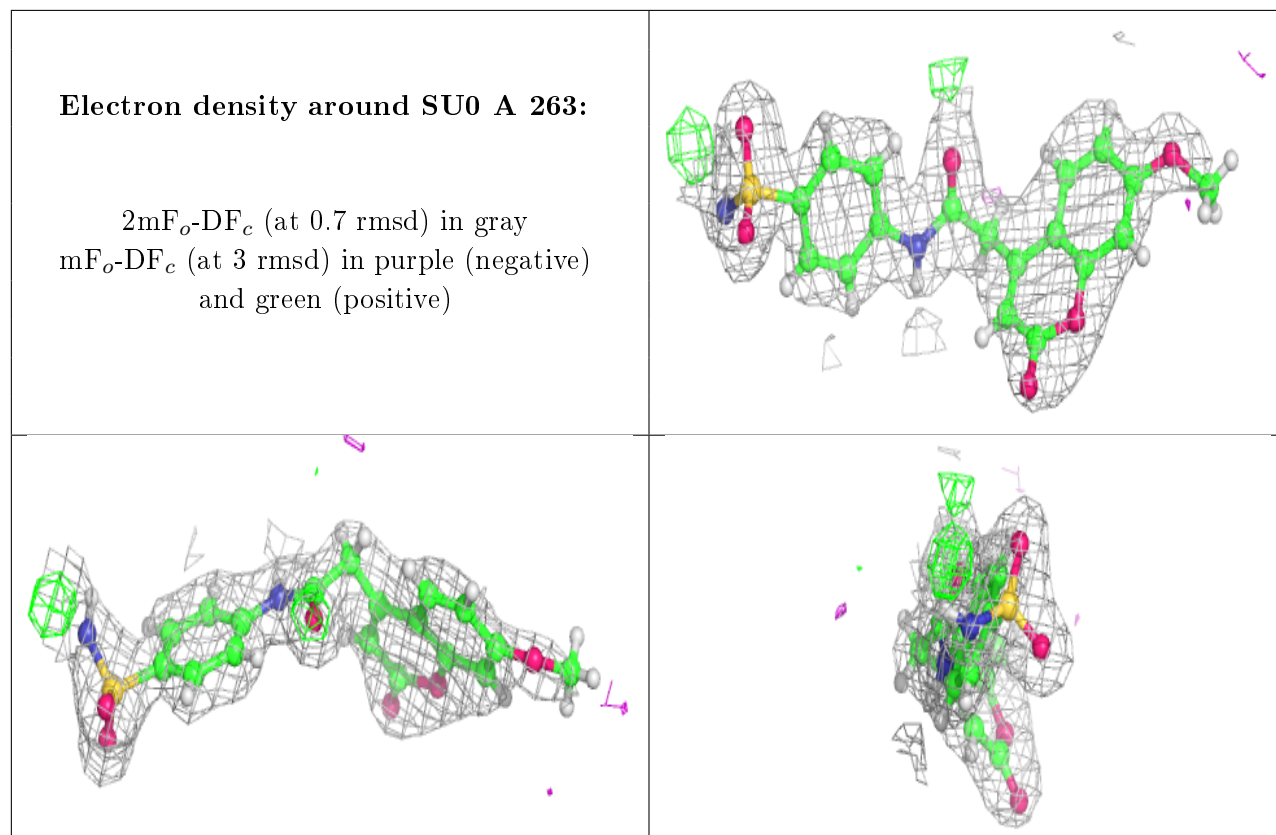 Electron density around SU0 A 263:
2mFo-DFc (at 0.7 rmsd) in gray
mFo-DFc (at 3 rmsd) in purple (negative)
and green (positive)